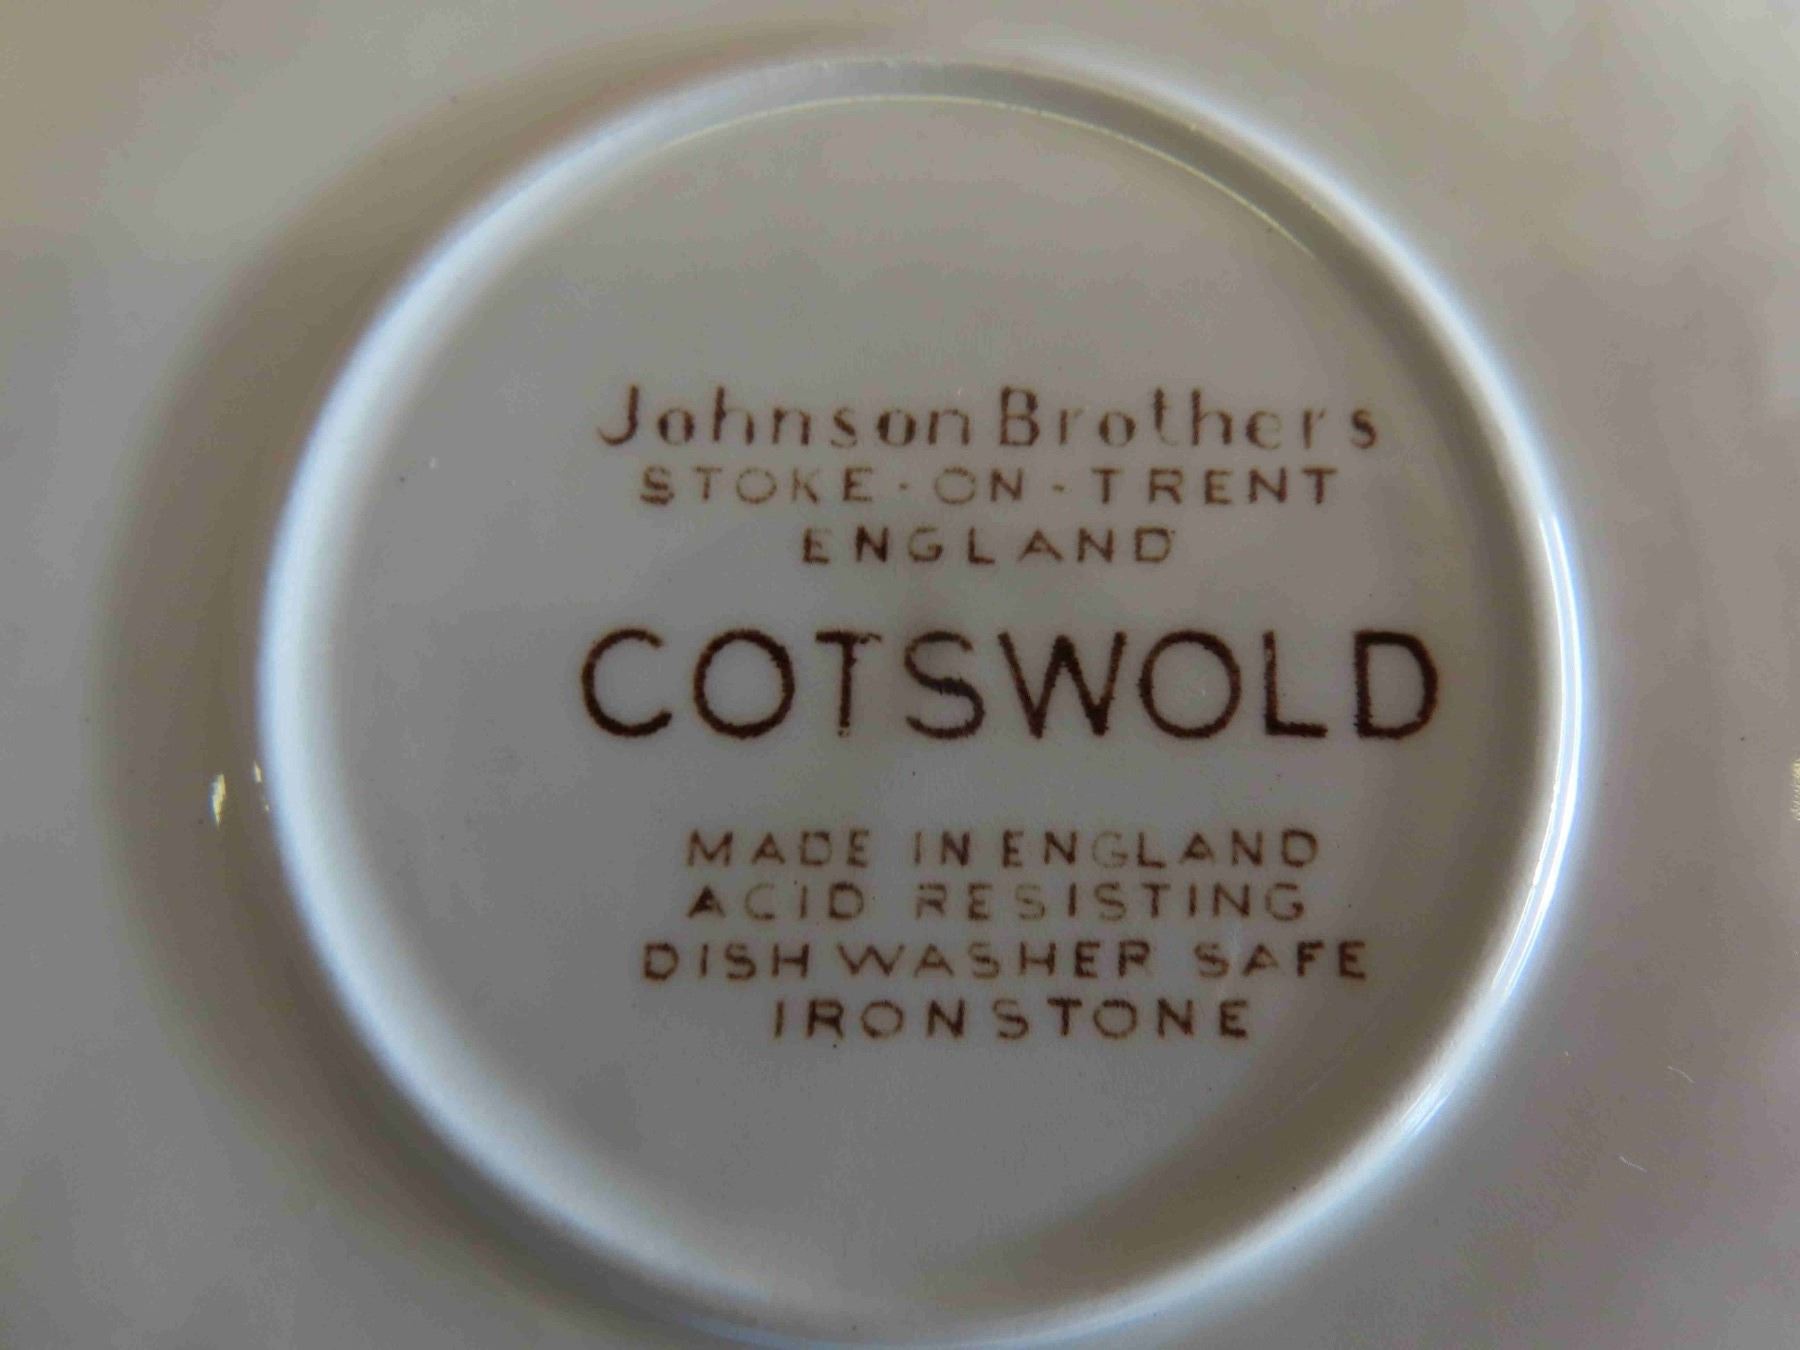 Johnson Brothers
STOKE-ON-TRENT
ENGLAND
COTSWOLD
MADE IN ENGLAND
ACID RESISTING
DISH WASHER SAFE
IRONSTONE